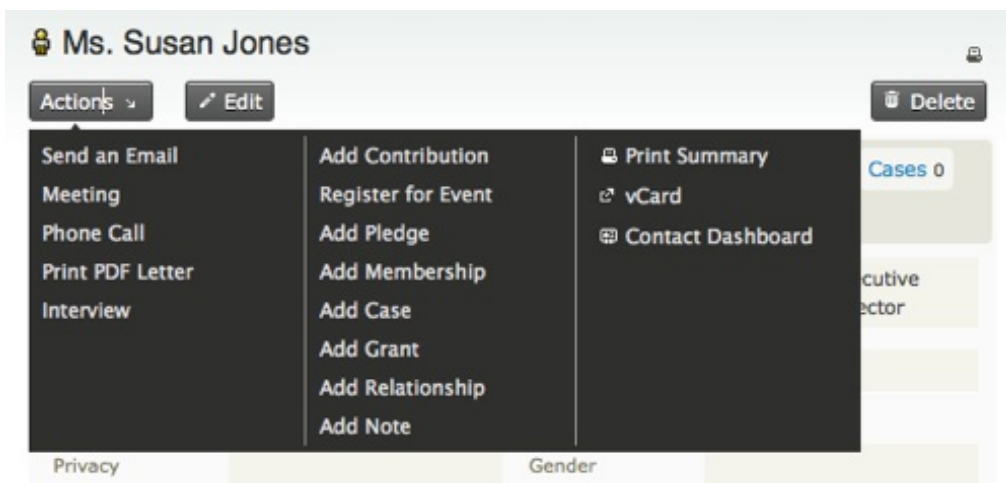 Ms. Susan Jones
Actions
Edit
Delete
Send an Email
Meeting
Phone Call
Print PDF Letter
Interview
Add Contribution
Register for Event
Add Pledge
Add Membership
Add Case
Add Grant
Add Relationship
Add Note
Print Summary
vCard
Contact Dashboard
Cases 0
cutive
ector
Privacy
Gender